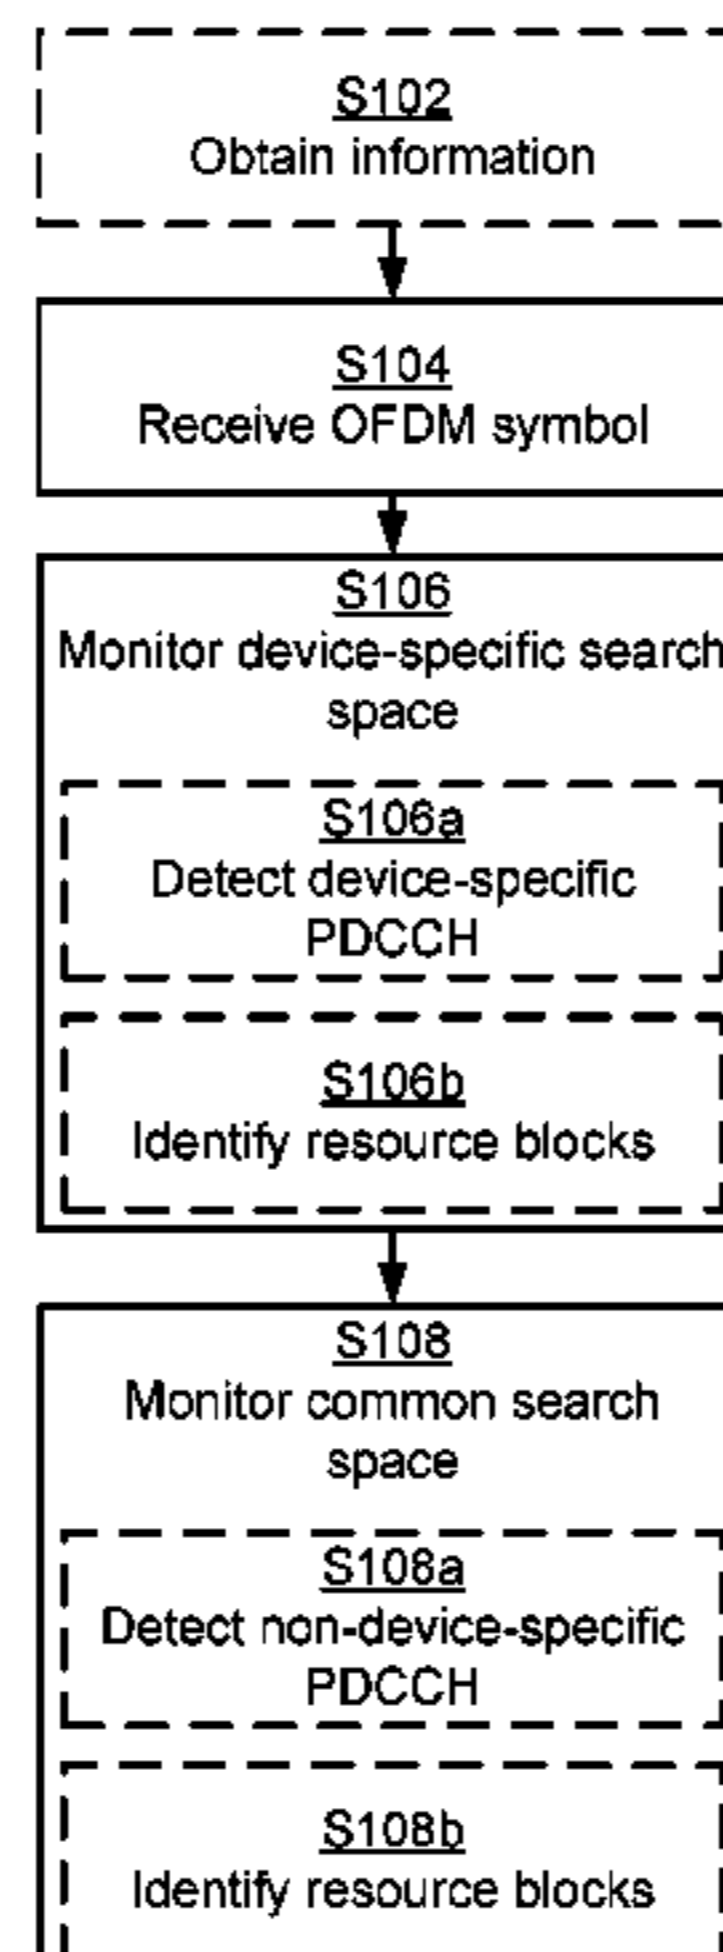 S102
Obtain information
S104
Receive OFDM symbol
S106
Monitor device-specific search
space
S106a
Detect device-specific
PDCCH
S106b
Identify resource blocks
S108
Monitor common search
space
S108a
Detect non-device-specific
PDCCH
S108b
Identify resource blocks